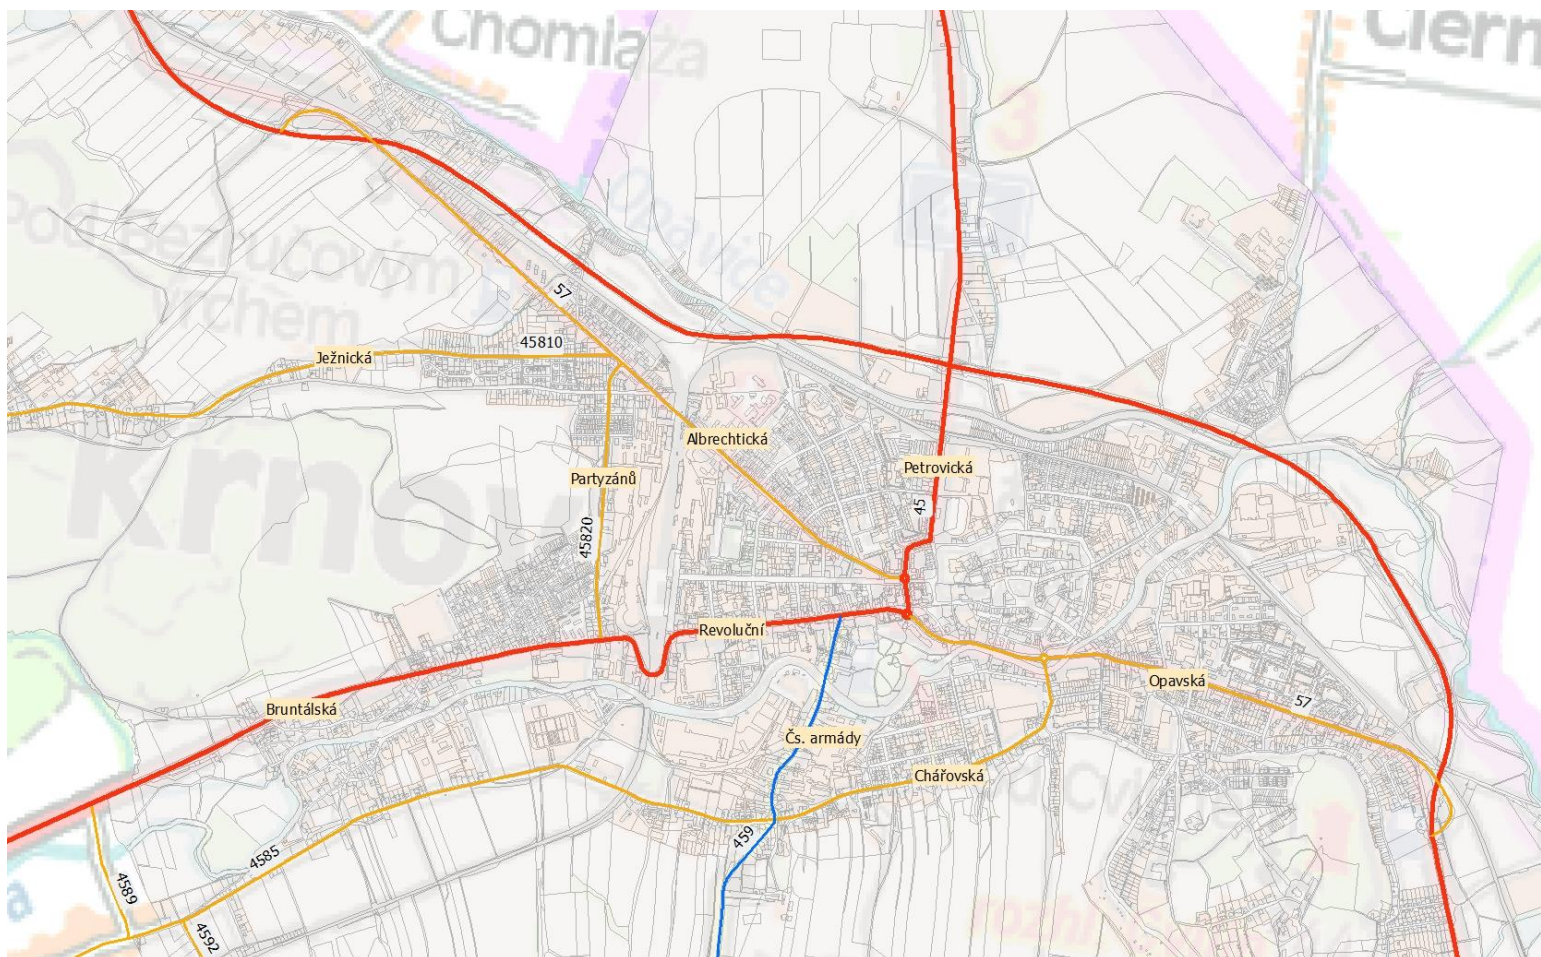 Chomiąża
Opavice
Pod Bezručovým
vrchem
57
45810
Ježnická
Albrechtická
Petrovická
Partyzánů
krnov
45
45820
Revoluční
Opavská
Bruntálská
57
Čs. armády
Chářovská
459
4585
4589
4592